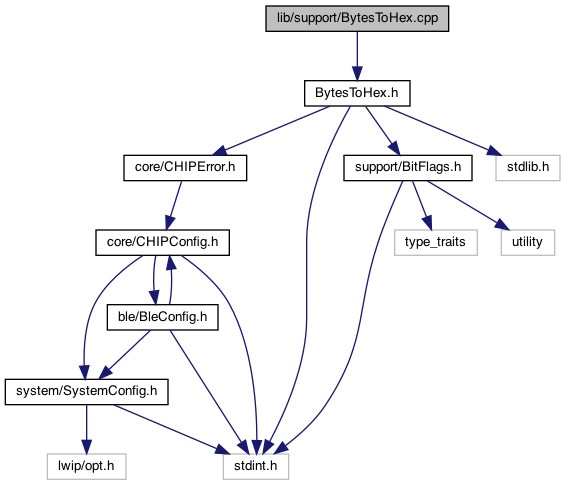 lib/support/BytesToHex.cpp
BytesToHex.h
core/CHIPError.h
support/BitFlags.h
stdlib.h
core/CHIPConfig.h
type_traits
utility
ble/BleConfig.h
system/SystemConfig.h
lwip/opt.h
stdint.h